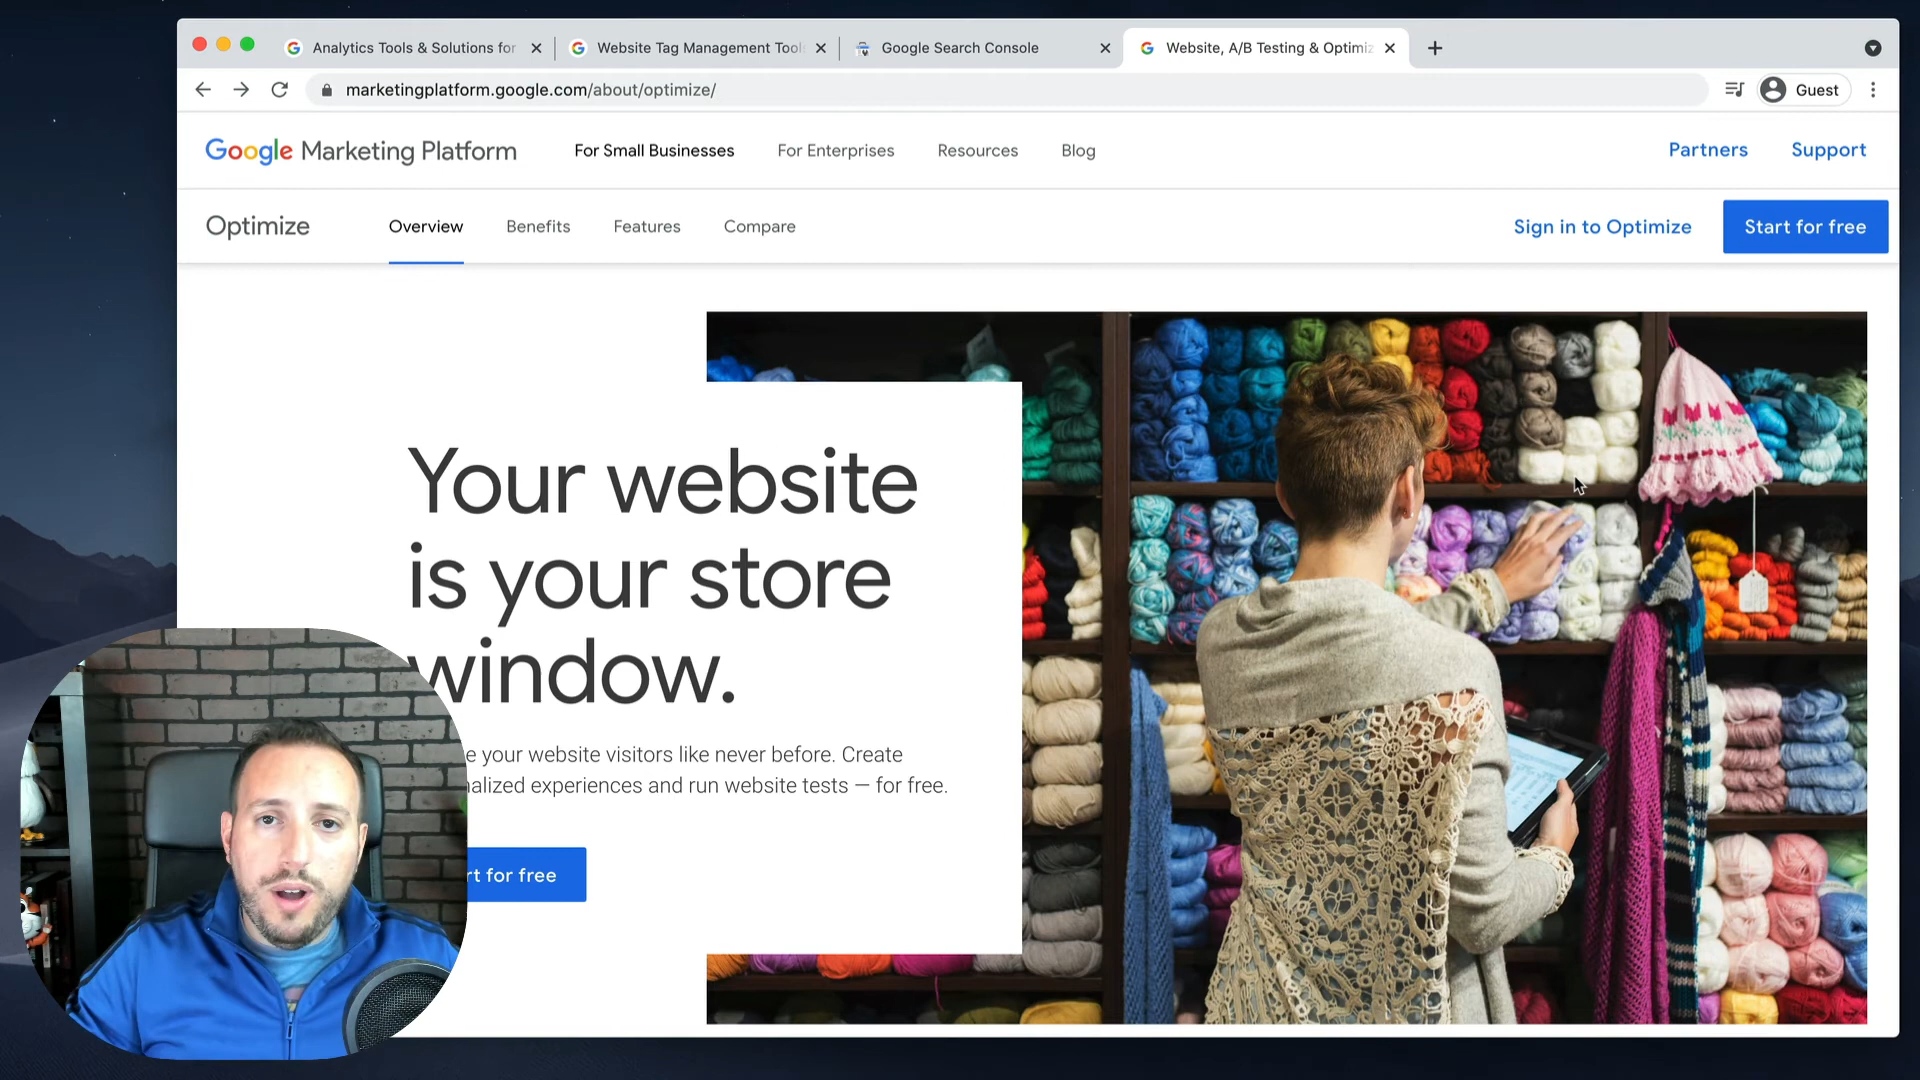 Analytics Tools & Solutions for
Website Tag Management Tool
Google Search Console
Website, A/B Testing & Optimiz
marketingplatform.google.com/about/optimize/
Guest
Google Marketing Platform
For Small Businesses
For Enterprises
Resources
Blog
Partners
Support
Optimize
Overview
Benefits
Features
Compare
Sign in to Optimize
Start for free
Your website
is your store
window.
e your website visitors like never before. Create
nalized experiences and run website tests — for free.
rt for free